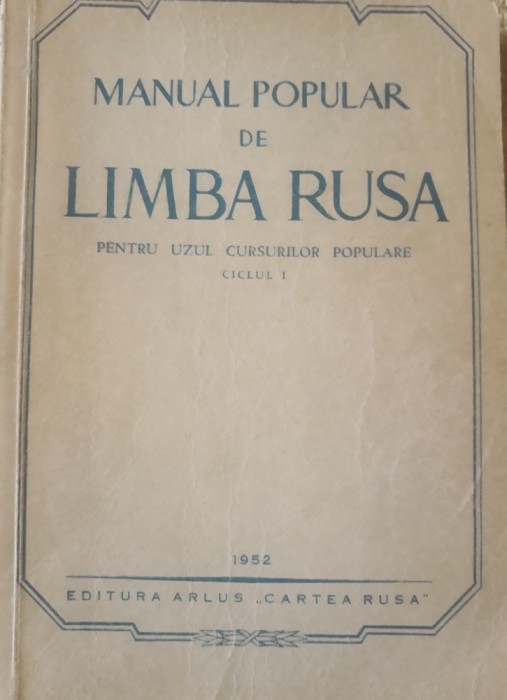 MANUAL POPULAR
DE
LIMBA RUSA
PENTRU UZUL CURSURILOR POPULARE
CICLUL I
1952
EDITURA ARLUS „CARTEA RUSA”